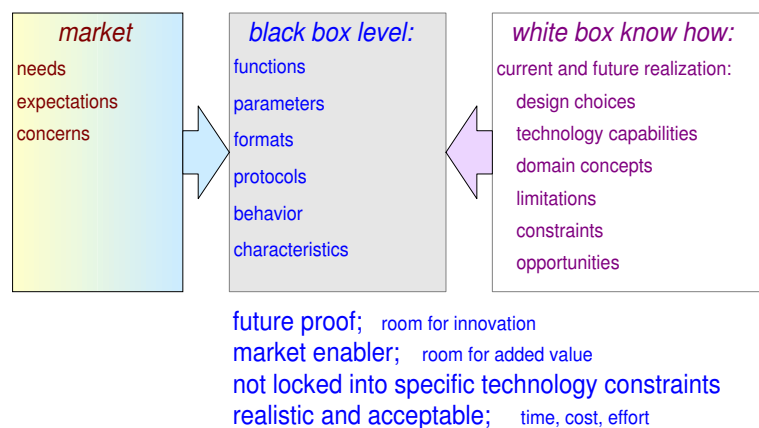 market
needs
expectations
concerns
black box level:
functions
parameters
formats
protocols
behavior
characteristics
white box know how:
current and future realization:
design choices
technology capabilities
domain concepts
limitations
constraints
opportunities
future proof; room for innovation
market enabler; room for added value
not locked into specific technology constraints
realistic and acceptable; time, cost, effort